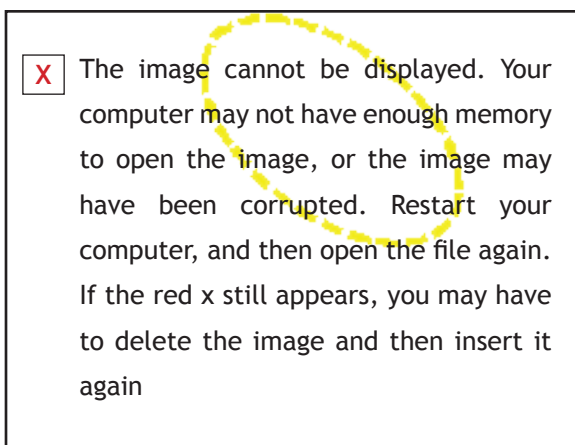 X The image cannot be displayed. Your
computer may not have enough memory
to open the image, or the image may
have been corrupted. Restart your
computer, and then open the file again.
If the red x still appears, you may have
to delete the image and then insert it
again